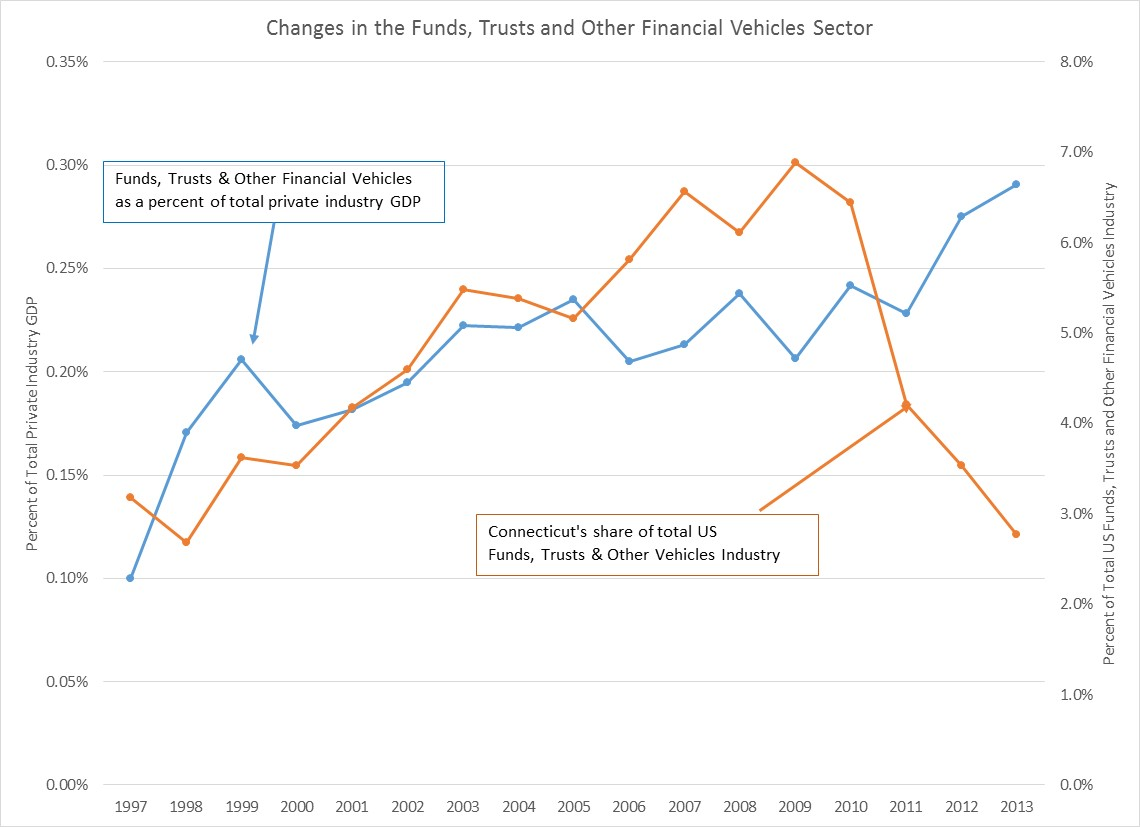 Changes in the Funds, Trusts and Other Financial Vehicles Sector
0.35%
0.30%
0.25%
0.20%
0.15%
0.10%
0.05%
0.00%
Percent of Total Private Industry GDP
Funds, Trusts & Other Financial Vehicles
as a percent of total private industry GDP
Connecticut's share of total US
Funds, Trusts & Other Vehicles Industry
8.0%
7.0%
6.0%
5.0%
4.0%
3.0%
2.0%
1.0%
0.0%
Percent of Total US Funds, Trusts and Other Financial Vehicles Industry
1997 1998 1999 2000 2001 2002 2003 2004 2005 2006 2007 2008 2009 2010 2011 2012 2013